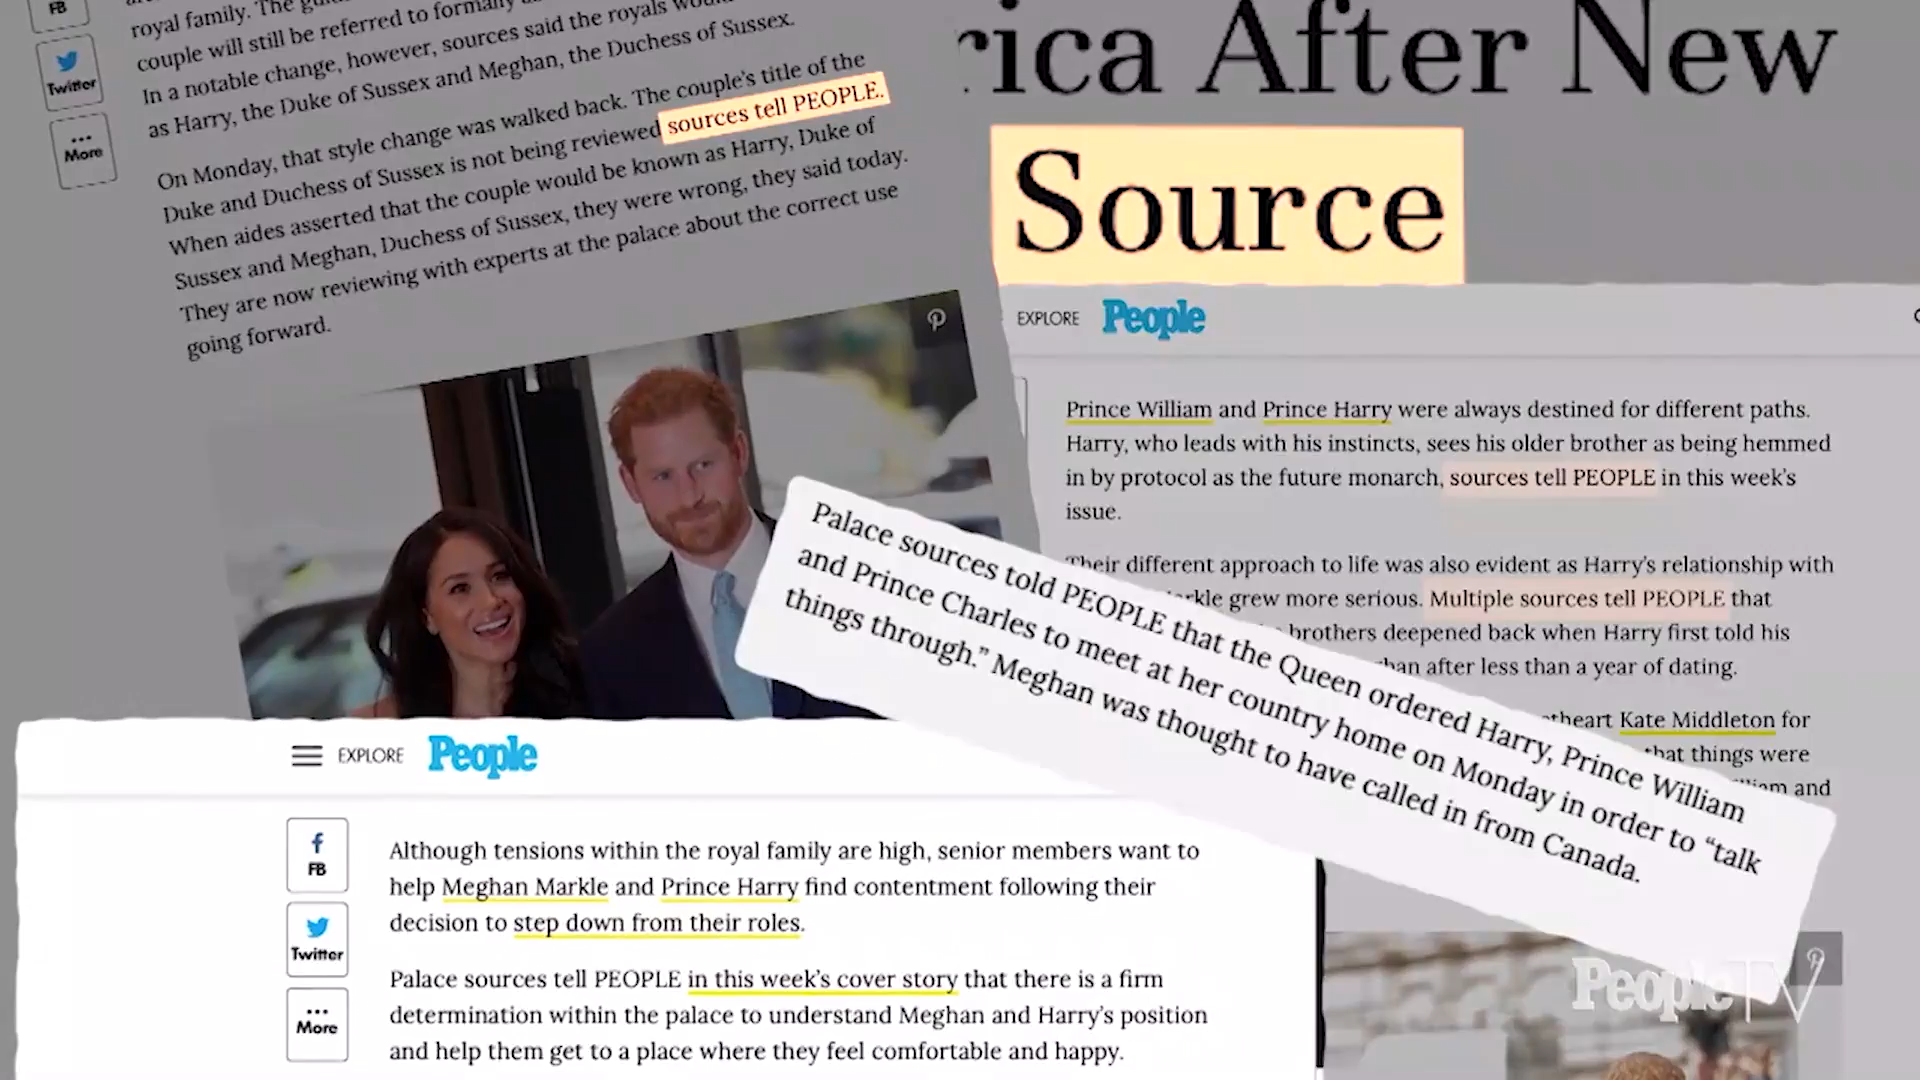 FB
Twitter
More
royal family. The
couple will still be referred to formally
In a notable change, however, sources said the royals
as Harry, the Duke of Sussex and Meghan, the Duchess of Sussex.
On Monday, that style change was walked back. The couple's title of the
Duke and Duchess of Sussex is not being reviewed sources tell PEOPLE.
When aides asserted that the couple would be known as Harry, Duke of
Sussex and Meghan, Duchess of Sussex, they were wrong, they said today.
They are now reviewing with experts at the palace about the correct use
going forward.
After New
Source
EXPLORE People
Prince William and Prince Harry were always destined for different paths.
Harry, who leads with his instincts, sees his older brother as being hemmed
in by protocol as the future monarch, sources tell PEOPLE in this week's
issue.
Their different approach to life was also evident as Harry's relationship with
grew more serious. Multiple sources tell PEOPLE that
brothers deepened back when Harry first told his
after less than a year of dating.
Kate Middleton for
that things were
and
Palace sources told PEOPLE that the Queen ordered Harry, Prince William
and Prince Charles to meet at her country home on Monday in order to “talk
things through.” Meghan was thought to have called in from Canada.
EXPLORE People
FB
Twitter
More
Although tensions within the royal family are high, senior members want to
help Meghan Markle and Prince Harry find contentment following their
decision to step down from their roles.
Palace sources tell PEOPLE in this week's cover story that there is a firm
determination within the palace to understand Meghan and Harry's position
and help them get to a place where they feel comfortable and happy.
PeopleTV